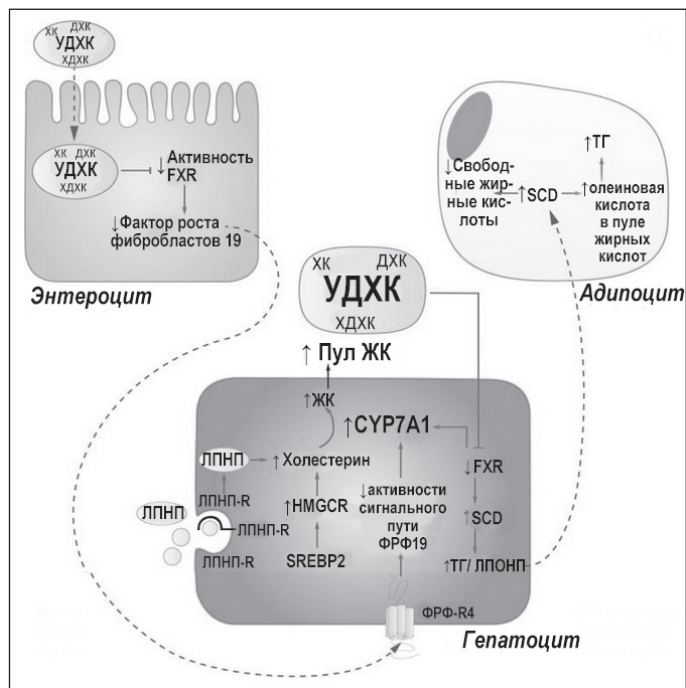 ХК ДХК
УДХК
ХДХК
ХК ДХК
УДХК
ХДХК
↓Активность
FXR
↓Фактор роста
фибробластов 19
Энтероцит
↓Свобод-
ные жир-
ные кис-
лоты
↑SCD
↑ТГ
↑олеиновая
кислота
в пуле
жирных
кислот
Адипоцит
ХК ДХК
УДХК
ХДХК
↑ Пул ЖК
↑ЖК
↑CYP7A1
ЛПНП
↑Холестерин
↓FXR
ЛПНП-R
↑HMGCR
↓активности
сигнального
пути
ФРФ19
↑SCD
ЛПНП
ЛПНП-R
ЛПНП-R
SREBP2
↑ТГ/ ЛПОНП
ФРФ-R4
Гепатоцит